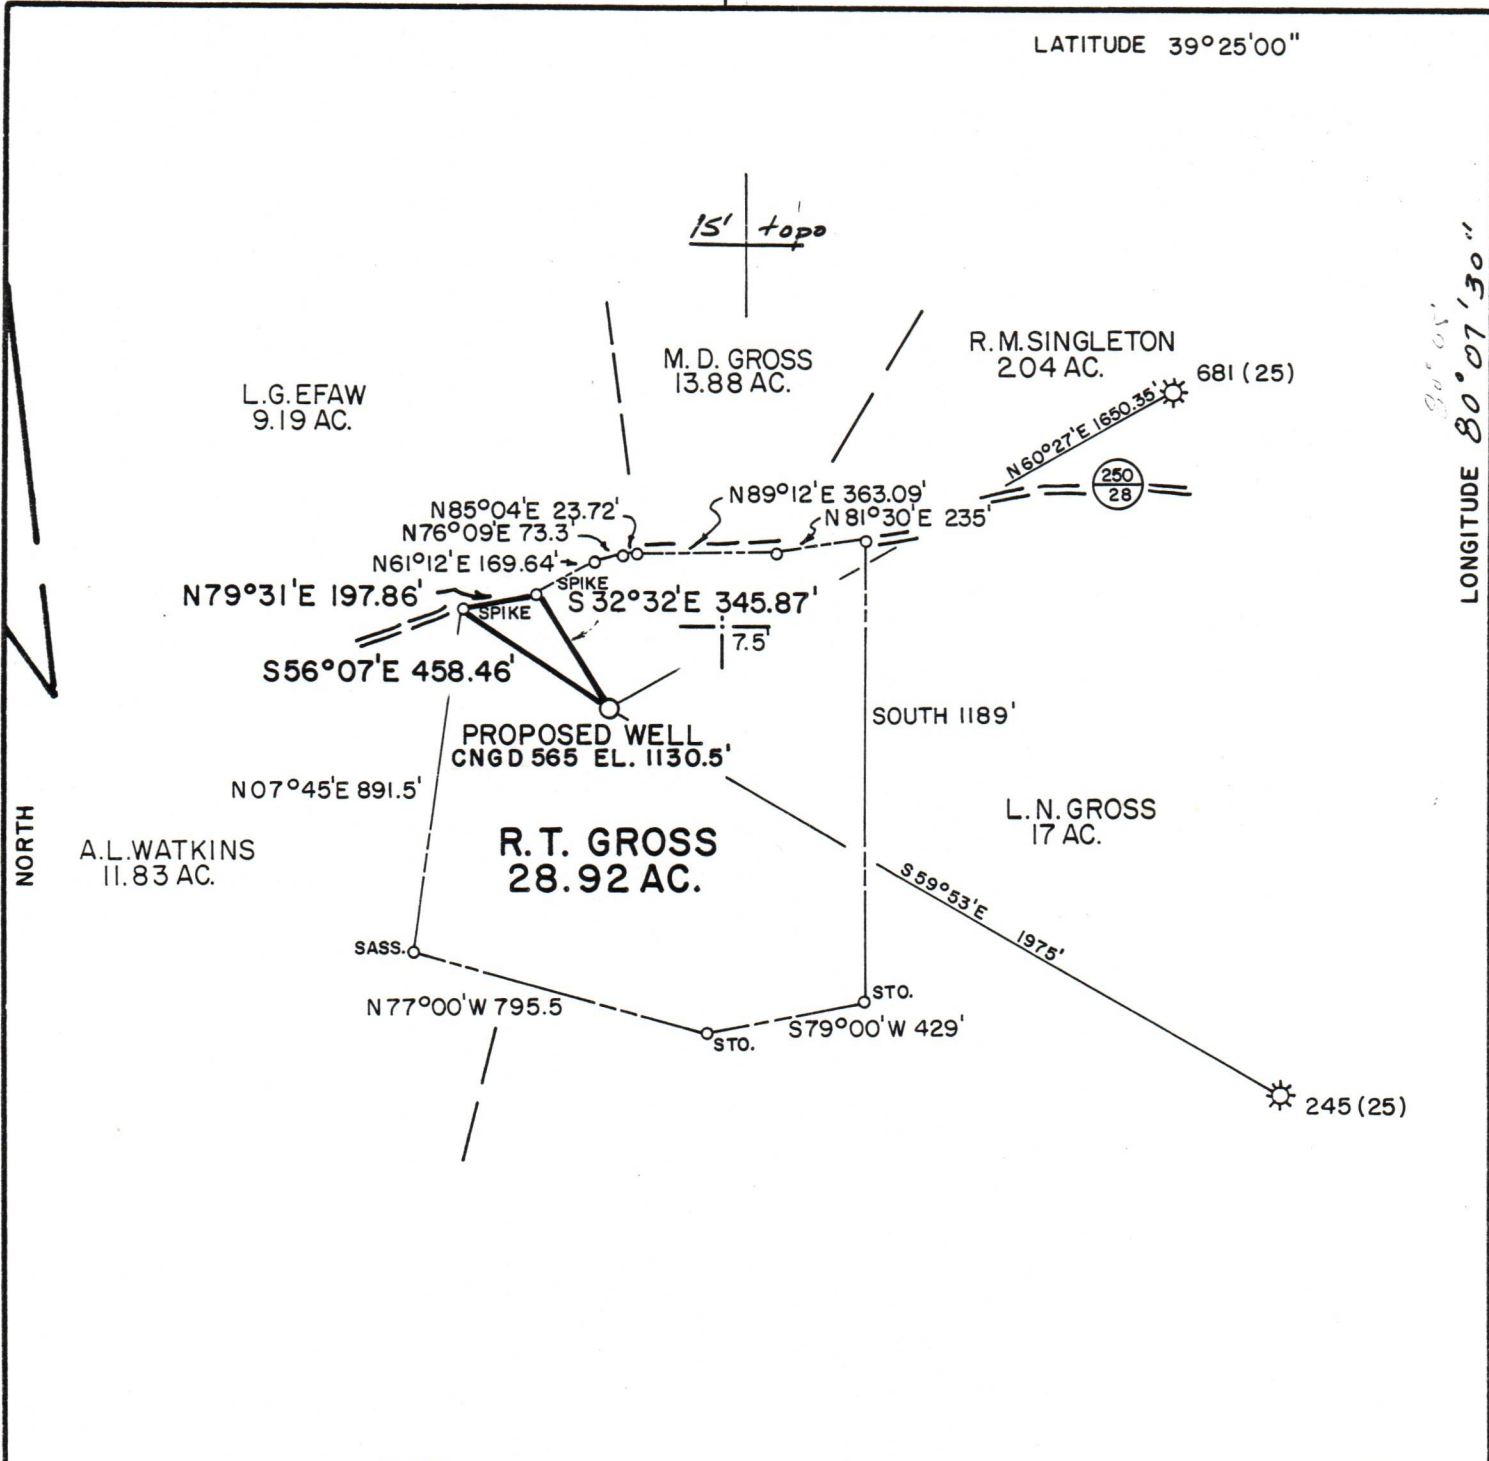 LATITUDE 39°25'00"
15' topo
LONGITUDE 80°07'30"
80°05'
M. D. GROSS
13.88 AC.
R. M. SINGLETON
2.04 AC.
681 (25)
L.G. EFAW
9.19 AC.
N60°27'E 1650.35'
250
28
N89°12'E 363.09'
N85°04'E 23.72'
N81°30'E 235'
N76°09'E 73.3'
N61°12'E 169.64'
SPIKE
N79°31'E 197.86'
S 32°32'E 345.87'
SPIKE
7.5'
S56°07'E 458.46'
SOUTH 1189'
PROPOSED WELL
CNGD 565 EL. 1130.5'
N07°45'E 891.5'
L. N. GROSS
17 AC.
NORTH
A.L. WATKINS
11.83 AC.
R. T. GROSS
28.92 AC.
S59°53'E 1975'
SASS.
STO.
N77°00'W 795.5
S79°00'W 429'
STO.
245 (25)